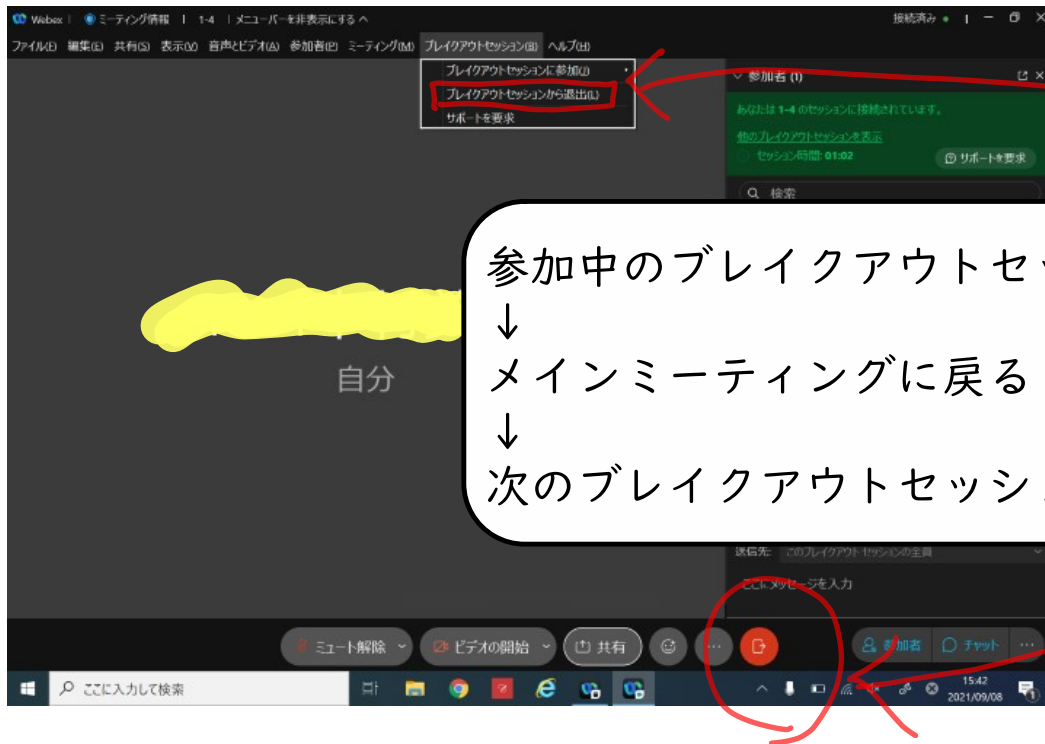 Webex | ミーティング情報 | 1-4 | メニューバーを非表示にする ^
接続済み
ファイル(F) 編集(E) 共有(S) 表示(V) 音声とビデオ(A) 参加者(P) ミーティング(M) ブレイクアウトセッション(B) ヘルプ(H)
ブレイクアウトセッションに参加(J)
ブレイクアウトセッションから退出(L)
サポートを要求
参加者 (1)
あなたは 1-4 のセッションに接続されています。
他のブレイクアウトセッションを表示
セッション時間: 01:02
サポートを要求
検索
参加中のブレイクアウトセッ
↓
メインミーティングに戻る
↓
次のブレイクアウトセッシ
自分
送信先: このブレイクアウト セッションの全員
ここにメッセージを入力
ミュート解除
ビデオの開始
共有
参加者
チャット
ここに入力して検索
15:42
2021/09/08